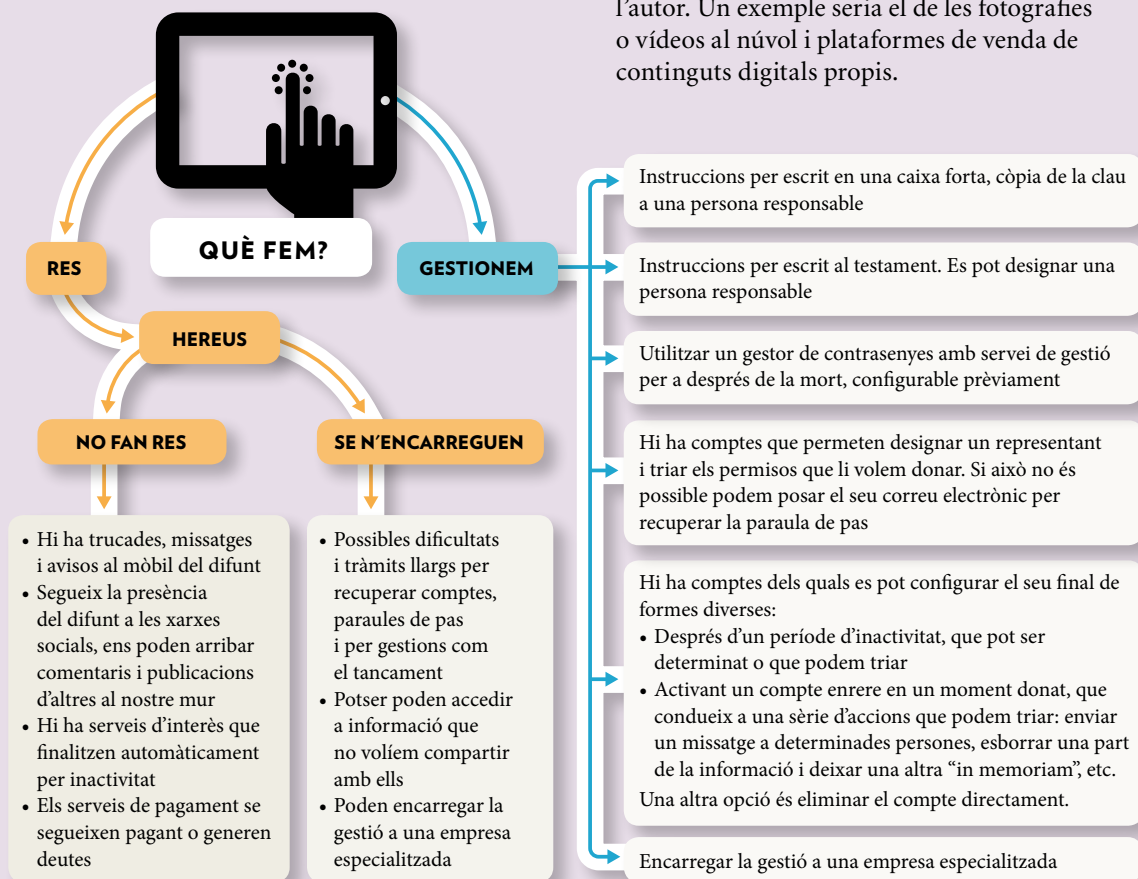 l’autor. Un exemple seria el de les fotografies
o vídeos al núvol i plataformes de venda de
continguts digitals propis.
QUÈ FEM?
RES
GESTIONEM
HEREUS
NO FAN RES
SE N’ENCARREGUEN
• Hi ha trucades, missatges
i avisos al mòbil del difunt
• Segueix la presència
del difunt a les xarxes
socials, ens poden arribar
comentaris i publicacions
d’altres al nostre mur
• Hi ha serveis d’interès que
finalitzen automàticament
per inactivitat
• Els serveis de pagament se
segueixen pagant o generen
deutes
• Possibles dificultats
i tràmits llargs per
recuperar comptes,
paraules de pas
i per gestions com
el tancament
• Potser poden accedir
a informació que
no volíem compartir
amb ells
• Poden encarregar la
gestió a una empresa
especialitzada
Instruccions per escrit en una caixa forta, còpia de la clau
a una persona responsable
Instruccions per escrit al testament. Es pot designar una
persona responsable
Utilitzar un gestor de contrasenyes amb servei de gestió
per a després de la mort, configurable prèviament
Hi ha comptes que permeten designar un representant
i triar els permisos que li volem donar. Si això no és
possible podem posar el seu correu electrònic per
recuperar la paraula de pas
Hi ha comptes dels quals es pot configurar el seu final de
formes diverses:
• Després d’un període d’inactivitat, que pot ser
determinat o que podem triar
• Activant un compte enrere en un moment donat, que
condueix a una sèrie d’accions que podem triar: enviar
un missatge a determinades persones, esborrar una part
de la informació i deixar una altra “in memoriam”, etc.
Una altra opció és eliminar el compte directament.
Encarregar la gestió a una empresa especialitzada